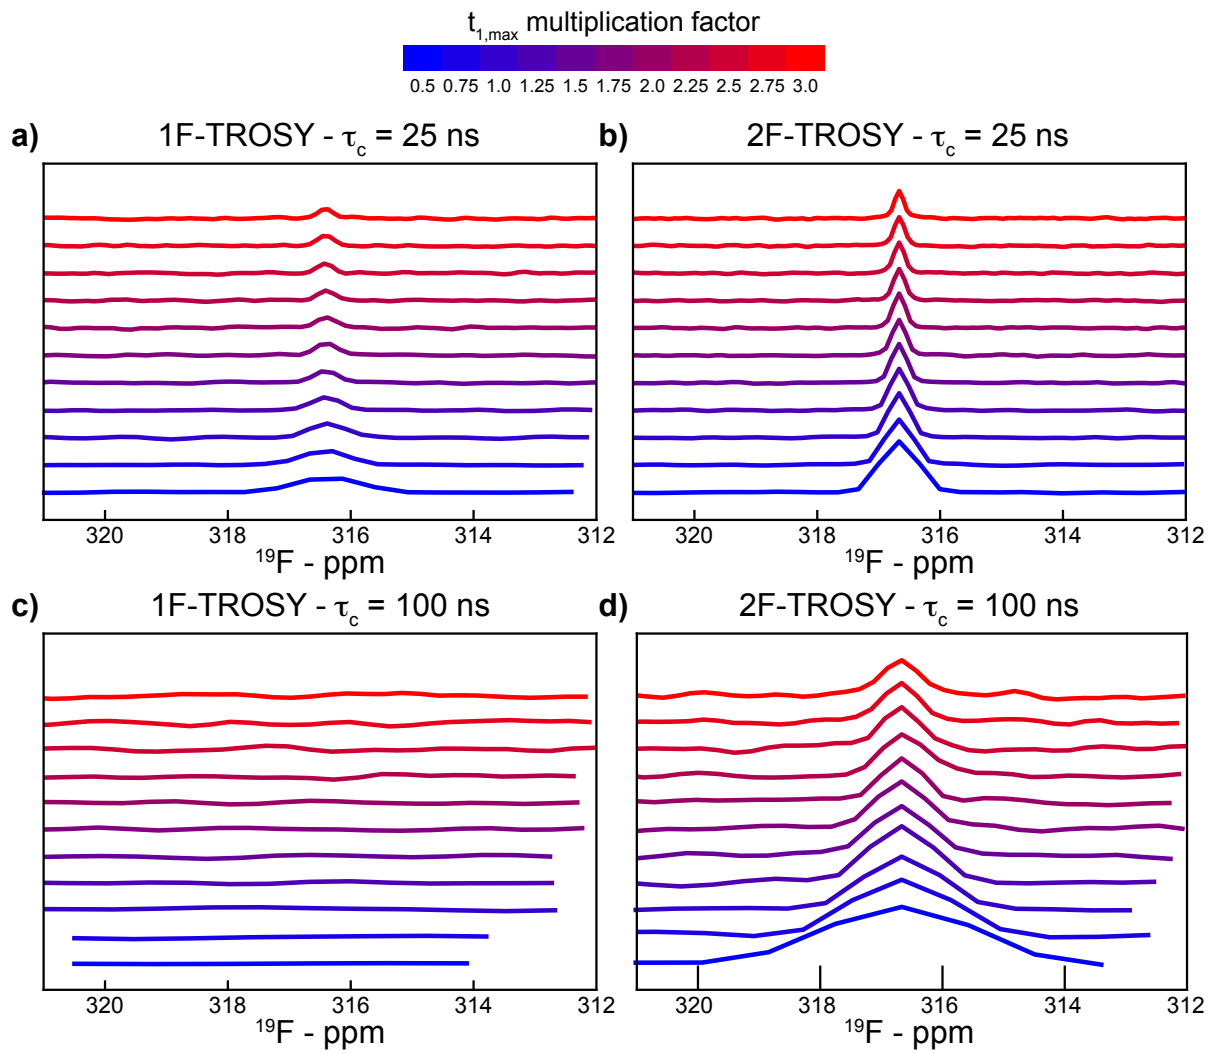 t1,max multiplication factor
0.5 0.75 1.0 1.25 1.5 1.75 2.0 2.25 2.5 2.75 3.0
a) 1F-TROSY - τc = 25 ns
b) 2F-TROSY - τc = 25 ns
320 318 316 314 312
318 316 314 312
19F - ppm
19F - ppm
c) 1F-TROSY - τc = 100 ns
d) 2F-TROSY - τc = 100 ns
320 318 316 314 312
320 318 316 314 312
19F - ppm
19F - ppm